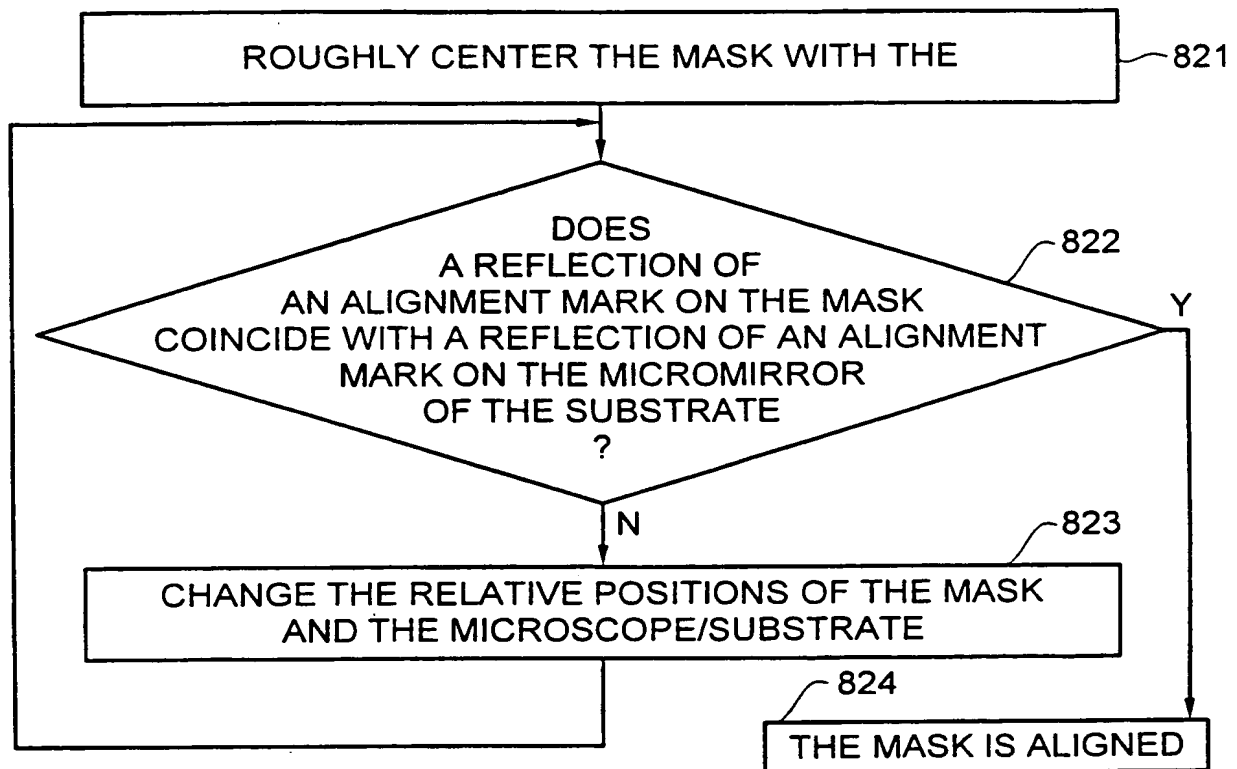 ROUGHLY CENTER THE MASK WITH THE
821
DOES
A REFLECTION OF
AN ALIGNMENT MARK ON THE MASK
COINCIDE WITH A REFLECTION OF AN ALIGNMENT
MARK ON THE MICROMIRROR
OF THE SUBSTRATE
?
822
Y
N
823
CHANGE THE RELATIVE POSITIONS OF THE MASK
AND THE MICROSCOPE/SUBSTRATE
824
THE MASK IS ALIGNED